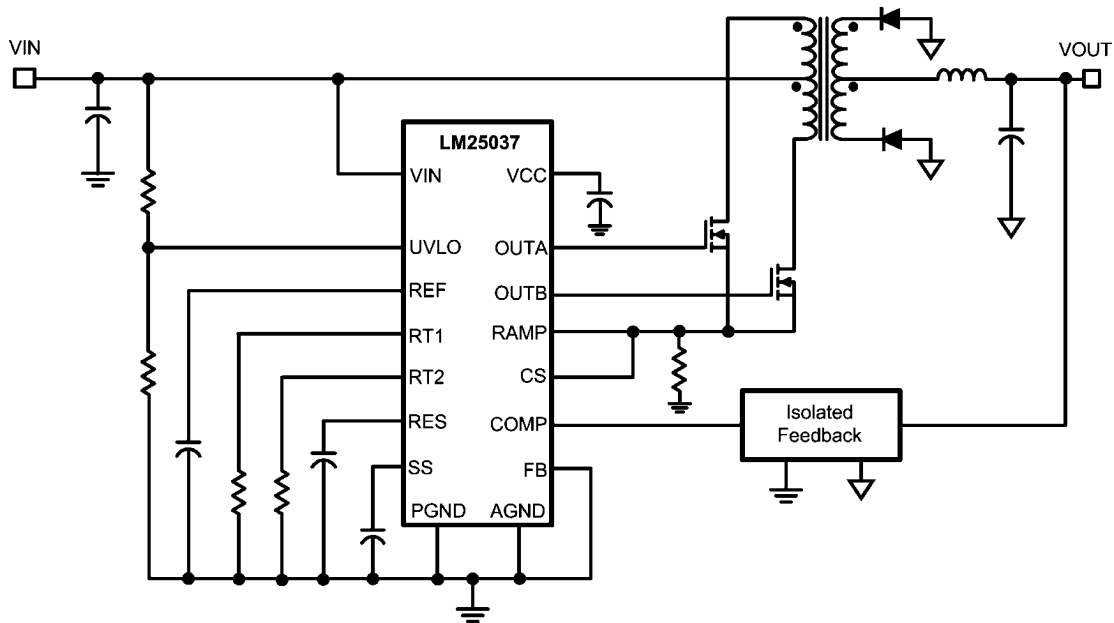 VIN
VOUT
LM25037
VIN
VCC
UVLO
OUTA
REF
OUTB
RT1
RAMP
RT2
CS
RES
COMP
SS
FB
PGND
AGND
Isolated
Feedback